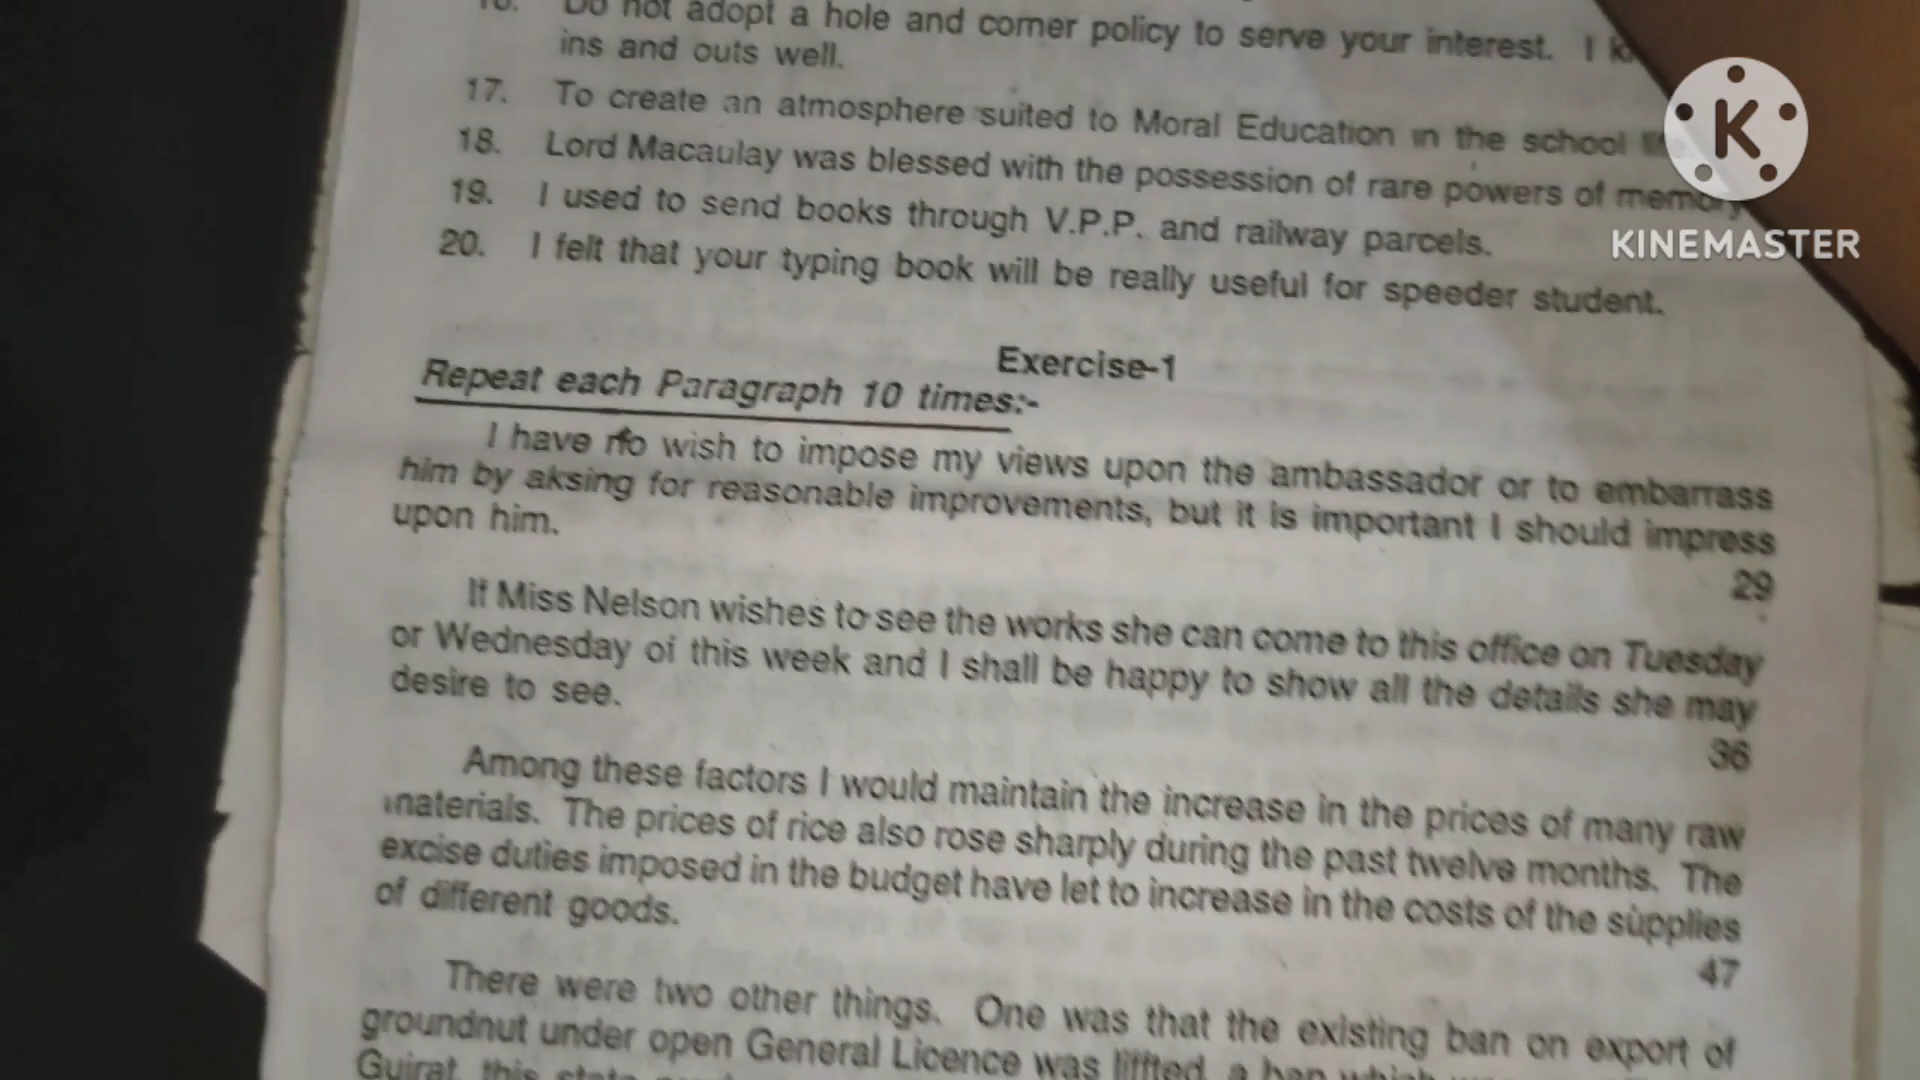 Do not adopt a hole and corner policy to serve your interest. I
ins and outs well.
17. To create an atmosphere suited to Moral Education in the school
18. Lord Macaulay was blessed with the possession of rare powers of memory
19. I used to send books through V.P.P. and railway parcels.
20. I felt that your typing book will be really useful for speeder student.
KINEMASTER
Exercise-1
Repeat each Paragraph 10 times:-
I have no wish to impose my views upon the ambassador or to embarrass
him by aksing for reasonable improvements, but it is important I should impress
upon him.
29
If Miss Nelson wishes to see the works she can come to this office on Tuesday
or Wednesday of this week and I shall be happy to show all the details she may
desire to see.
36
Among these factors I would maintain the increase in the prices of many raw
materials. The prices of rice also rose sharply during the past twelve months. The
excise duties imposed in the budget have let to increase in the costs of the supplies
of different goods.
47
There were two other things. One was that the existing ban on export of
groundnut under open General Licence was liffted, a ban which
Gujrat, this state